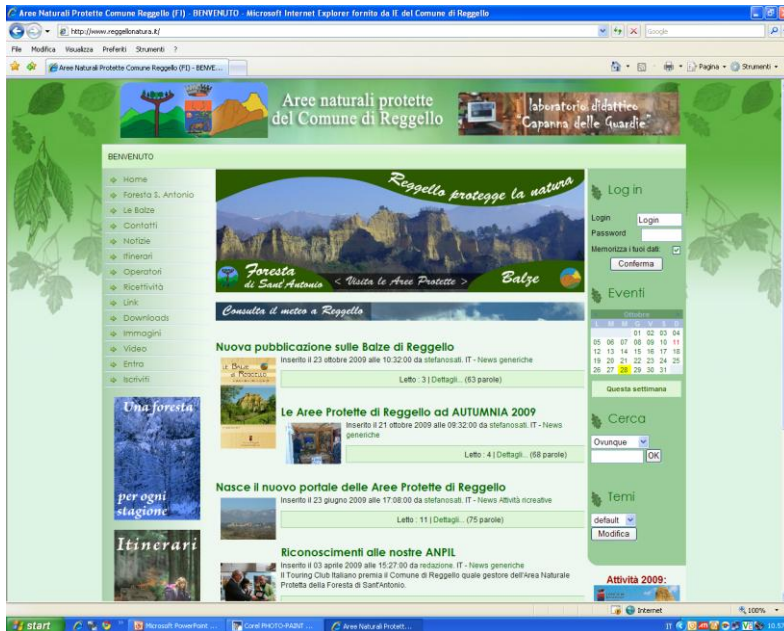 Aree Naturali Protette Comune Reggello (FI) - BENVENUTO - Microsoft Internet Explorer fornito da IE del Comune di Reggello
http://www.reggellonatura.it/
Google
File Modifica Visualizza Preferiti Strumenti ?
Aree Naturali Protette Comune Reggello (FI) - BENVE...
Pagina
Strumenti
Aree naturali protette
del Comune di Reggello
laboratorio didattico
"Capanna delle Guardie"
BENVENUTO
Home
Foresta S. Antonio
Le Balze
Contatti
Notizie
Itinerari
Operatori
Ricettività
Link
Downloads
Immagini
Video
Entra
Iscriviti
Una foresta
per ogni
stagione
Itinerari
Reggello protegge la natura
Foresta
di Sant'Antonio
< Visita le Aree Protette >
Balze
Consulta il meteo a Reggello
Nuova pubblicazione sulle Balze di Reggello
Inserito il 23 ottobre 2009 alle 10:32:00 da stefanosati. IT - News generiche
LE BALZE
di REGGELLO
Letto : 3 | Dettagli... (63 parole)
Le Aree Protette di Reggello ad AUTUMNIA 2009
Inserito il 21 ottobre 2009 alle 09:32:00 da stefanosati. IT - News
generiche
Letto : 4 | Dettagli... (68 parole)
Nasce il nuovo portale delle Aree Protette di Reggello
Inserito il 23 giugno 2009 alle 17:08:00 da stefanosati. IT - News Attività ricreative
Letto : 11 | Dettagli... (75 parole)
Riconoscimenti alle nostre ANPIL
Inserito il 03 aprile 2009 alle 15:27:00 da redazione. IT - News generiche
Il Touring Club Italiano premia il Comune di Reggello quale gestore dell'Area Naturale
Protetta della Foresta di Sant'Antonio.
Log in
Login Login
Password
Memorizza i tuoi dati:
Conferma
Eventi
Ottobre
L M M G V S D
01 02 03 04
05 06 07 08 09 10 11
12 13 14 15 16 17 18
19 20 21 22 23 24 25
26 27 28 29 30 31
Questa settimana
Cerca
Ovunque
OK
Temi
default
Modifica
Attività 2009:
Internet
100%
start
Microsoft PowerPoint ...
Corel PHOTO-PAINT ...
Aree Naturali Protett...
IT
10.57